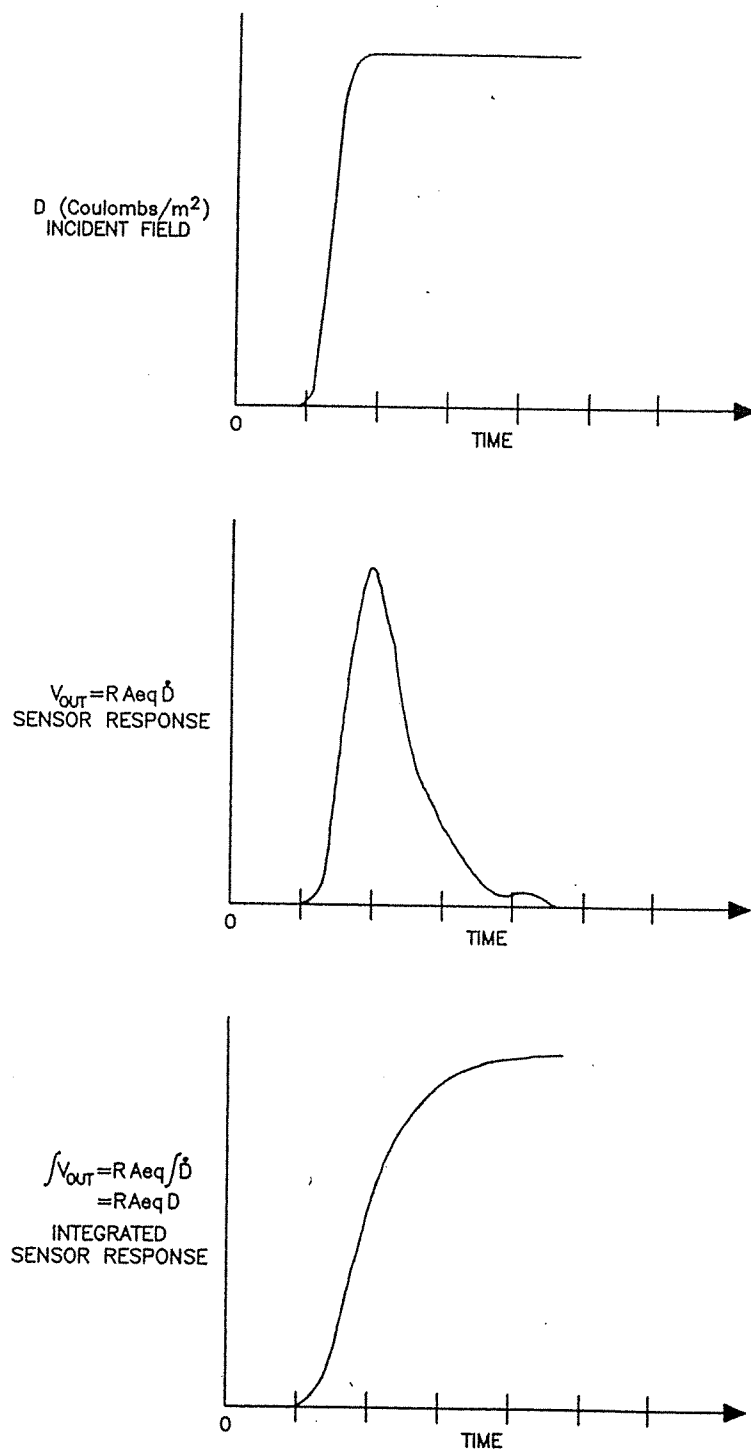 D (Coulombs/m²)
INCIDENT FIELD
0
TIME
V_OUT=R Aeq Ḋ
SENSOR RESPONSE
0
TIME
∫V_OUT=R Aeq∫Ḋ
=RAeq D
INTEGRATED
SENSOR RESPONSE
0
TIME